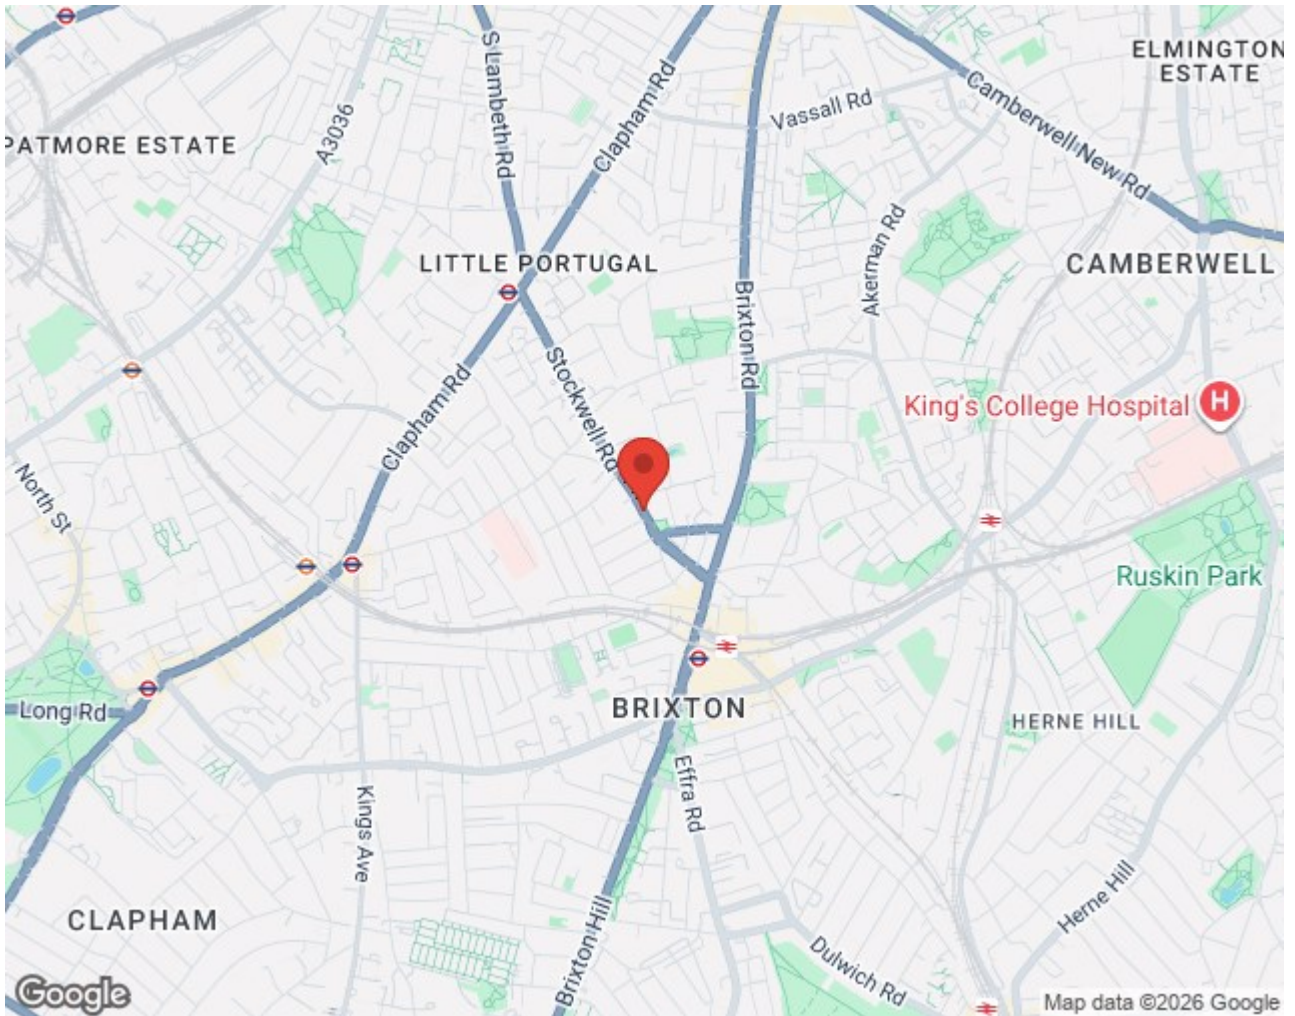 ELMINGTON
ESTATE
S Lambeth Rd
Clapham Rd
Vassall Rd
Camberwell New Rd
A3036
PATMORE ESTATE
LITTLE PORTUGAL
Akerman Rd
CAMBERWELL
Brixton Rd
Stockwell Rd
Clapham Rd
King's College Hospital
H
North St
Ruskin Park
Long Rd
BRIXTON
HERNE HILL
Effra Rd
Kings Ave
CLAPHAM
Herne Hill
Brixton Hill
Dulwich Rd
Google
Map data ©2026 Google